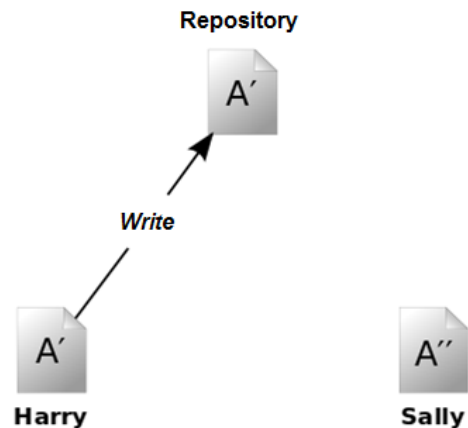 Repository
A′
Write
A′
A′′
Harry
Sally